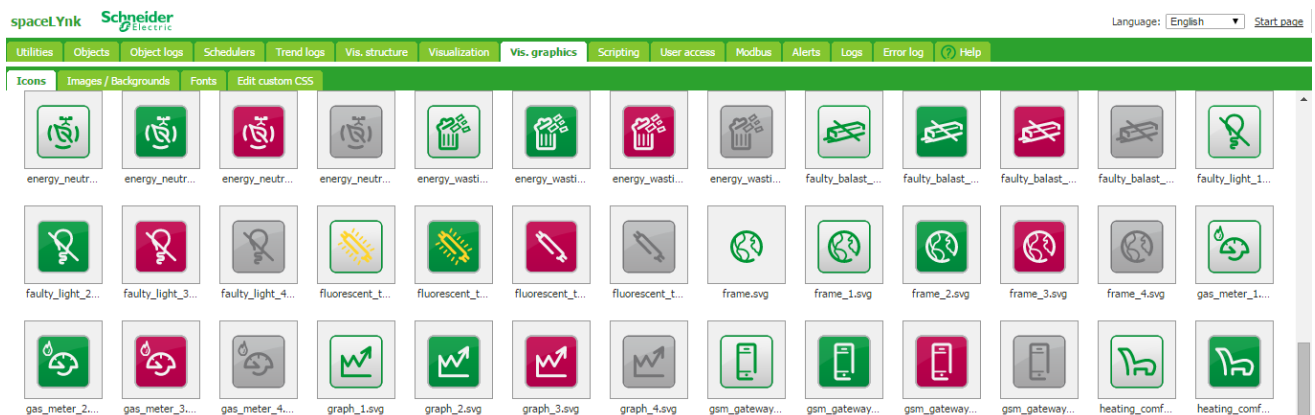 spaceLYnk Schneider Electric Language: English Start page
Utilities Objects Object logs Schedulers Trend logs Vis. structure Visualization Vis. graphics Scripting User access Modbus Alerts Logs Error log ? Help
Icons Images / Backgrounds Fonts Edit custom CSS
energy_neutr... energy_neutr... energy_neutr... energy_neutr... energy_wasti... energy_wasti... energy_wasti... energy_wasti... faulty_balast_... faulty_balast_... faulty_balast_... faulty_balast_... faulty_light_1...
faulty_light_2... faulty_light_3... faulty_light_4... fluorescent_t... fluorescent_t... fluorescent_t... fluorescent_t... frame.svg frame_1.svg frame_2.svg frame_3.svg frame_4.svg gas_meter_1....
gas_meter_2.... gas_meter_3.... gas_meter_4.... graph_1.svg graph_2.svg graph_3.svg graph_4.svg gsm_gateway... gsm_gateway... gsm_gateway... gsm_gateway... heating_comf... heating_comf...